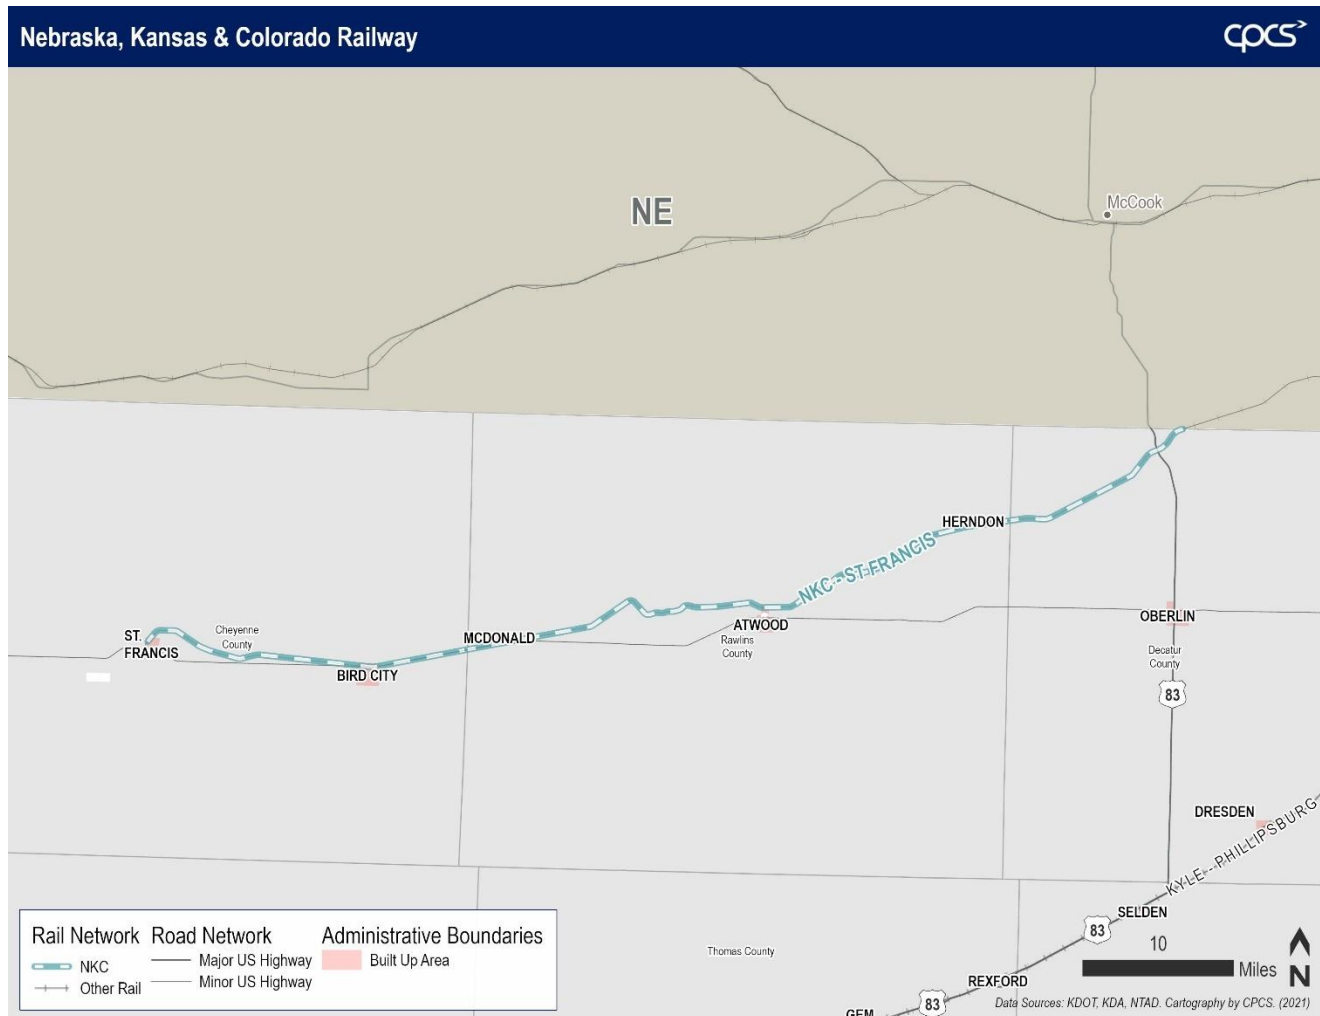 Nebraska, Kansas & Colorado Railway
cpcs
NE
McCook
HERNDON
NKC - ST FRANCIS
ST.
FRANCIS
Cheyenne
County
MCDONALD
BIRD CITY
ATWOOD
Rawlins
County
OBERLIN
Decatur
County
83
DRESDEN
KYLE - PHILLIPSBURG
SELDEN
83
Thomas County
REXFORD
83
GEM
Rail Network
NKC
Other Rail
Road Network
Major US Highway
Minor US Highway
Administrative Boundaries
Built Up Area
10
Miles
N
Data Sources: KDOT, KDA, NTAD. Cartography by CPCS. (2021)